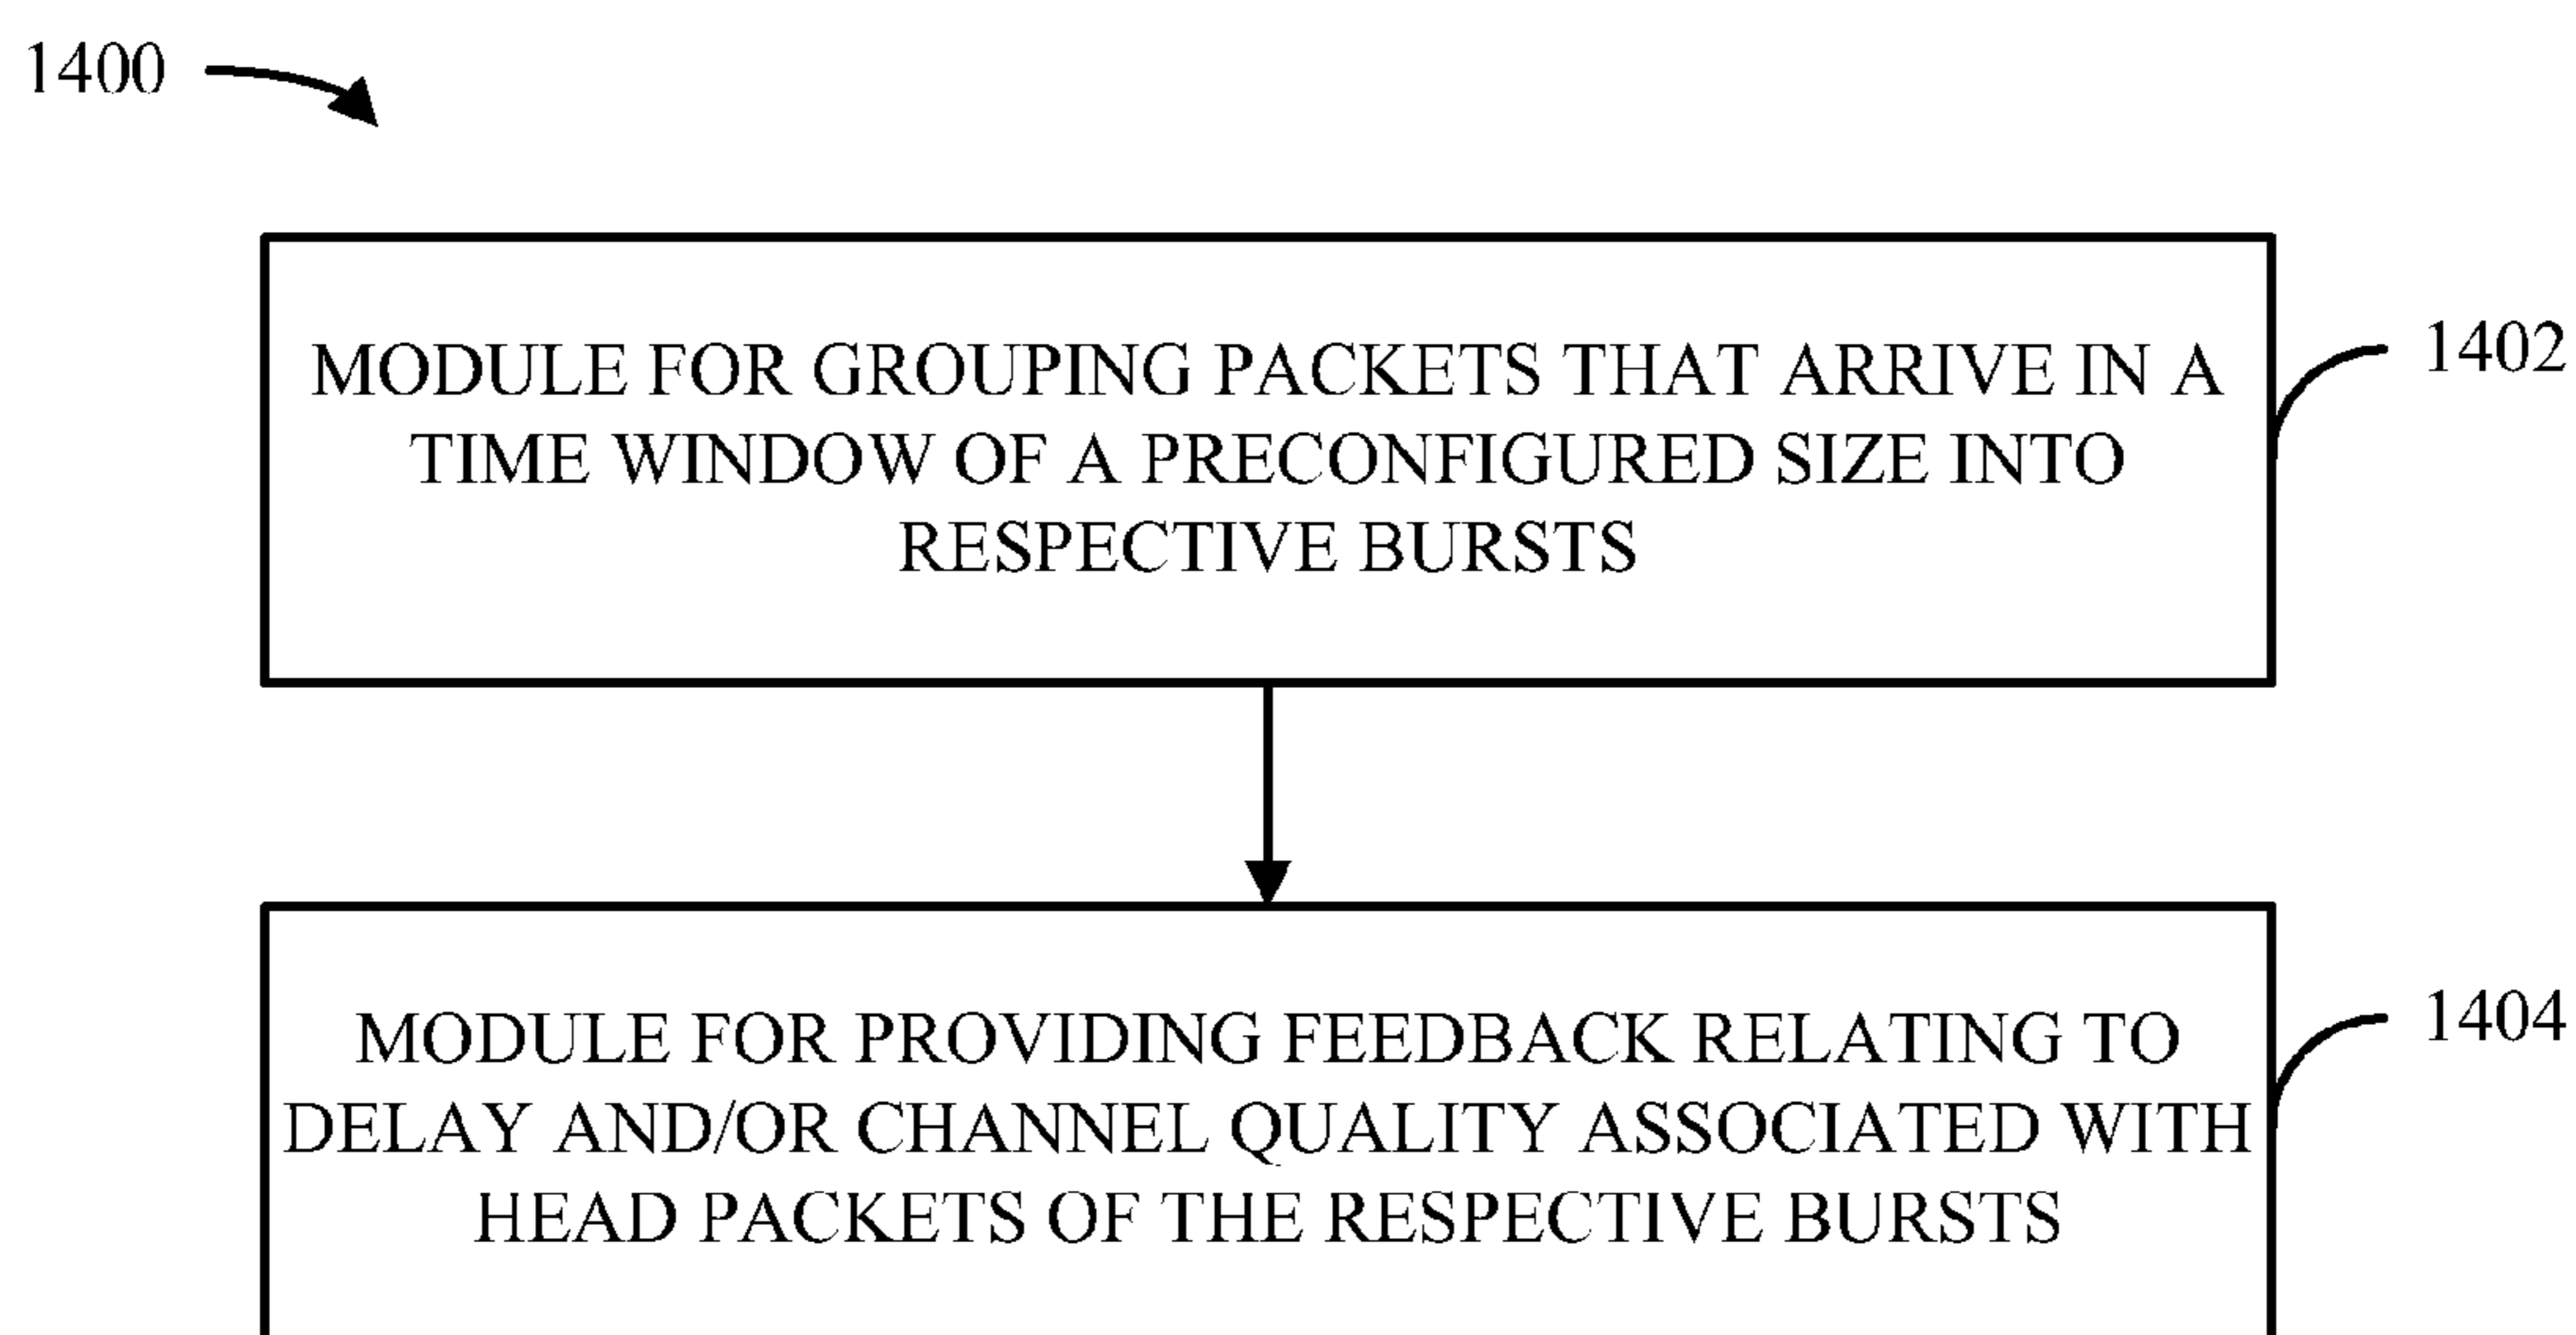 1400
MODULE FOR GROUPING PACKETS THAT ARRIVE IN A
TIME WINDOW OF A PRECONFIGURED SIZE INTO
RESPECTIVE BURSTS
1402
MODULE FOR PROVIDING FEEDBACK RELATING TO
DELAY AND/OR CHANNEL QUALITY ASSOCIATED WITH
HEAD PACKETS OF THE RESPECTIVE BURSTS
1404